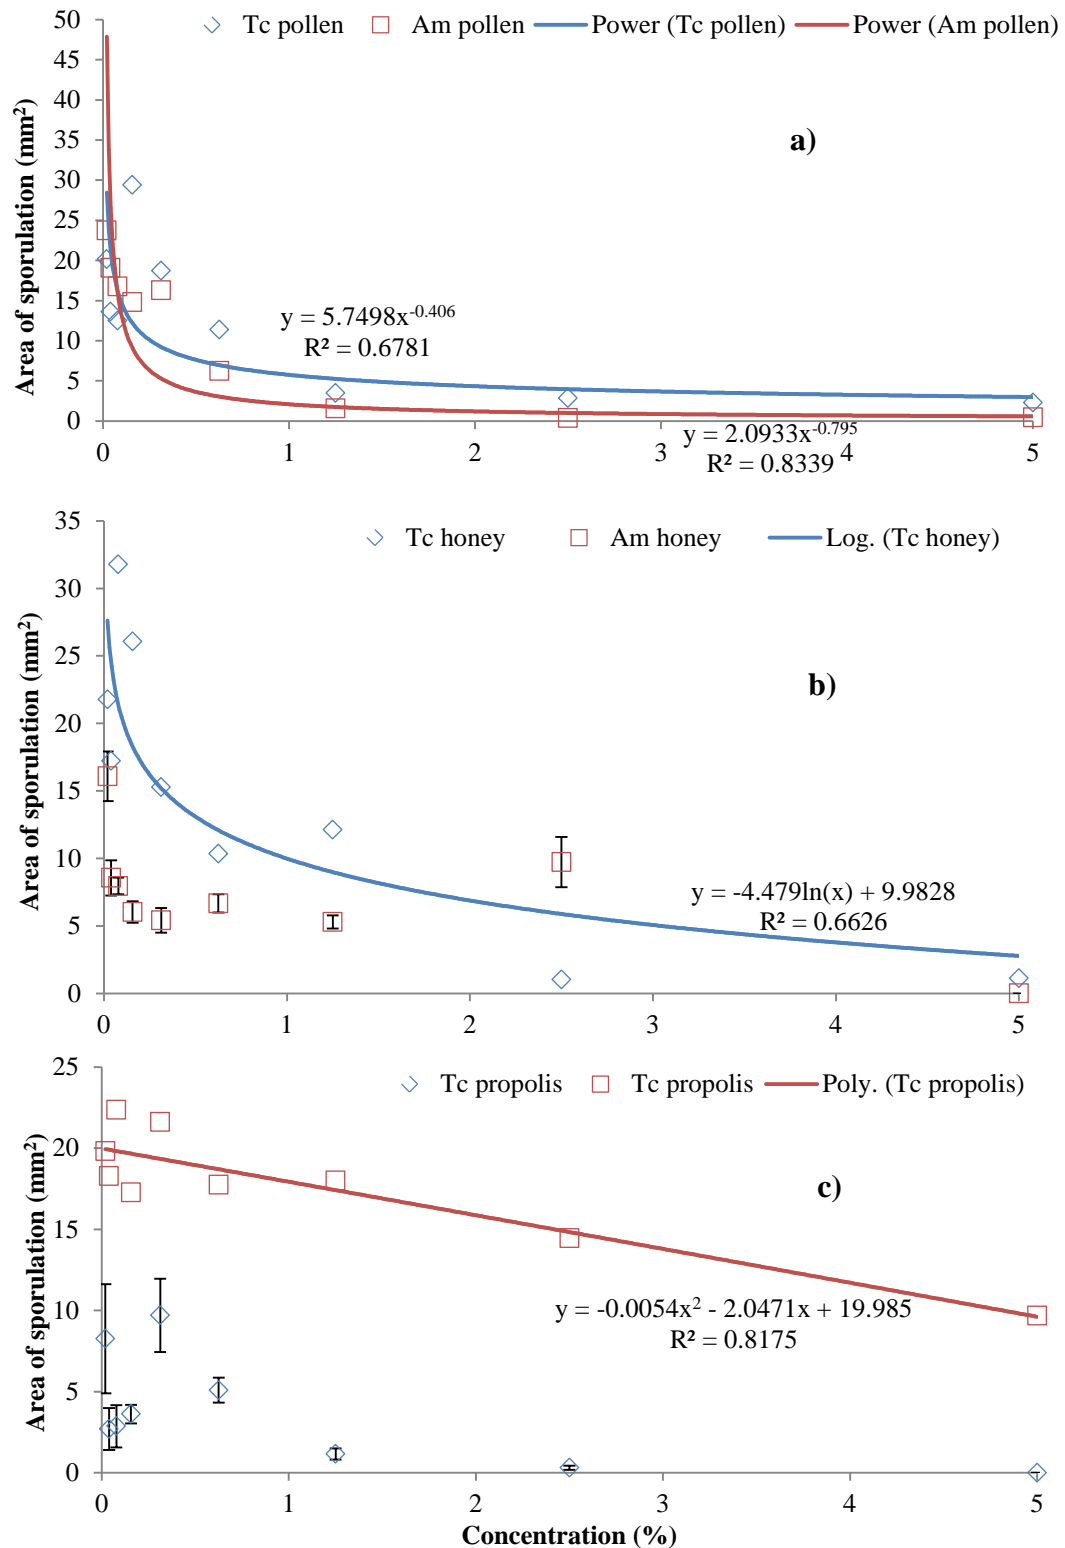 Tc pollen Am pollen Power (Tc pollen) Power (Am pollen)
50
45
40
35
30
25
20
15
10
5
0
Area of sporulation (mm²)
a)
y = 5.7498x^-0.406
R² = 0.6781
y = 2.0933x^-0.795
R² = 0.8339
0 1 2 3 4 5
Tc honey Am honey Log. (Tc honey)
35
30
25
20
15
10
5
0
Area of sporulation (mm²)
b)
y = -4.479ln(x) + 9.9828
R² = 0.6626
0 1 2 3 4 5
Tc propolis Tc propolis Poly. (Tc propolis)
25
20
15
10
5
0
Area of sporulation (mm²)
c)
y = -0.0054x² - 2.0471x + 19.985
R² = 0.8175
0 1 2 3 4 5
Concentration (%)